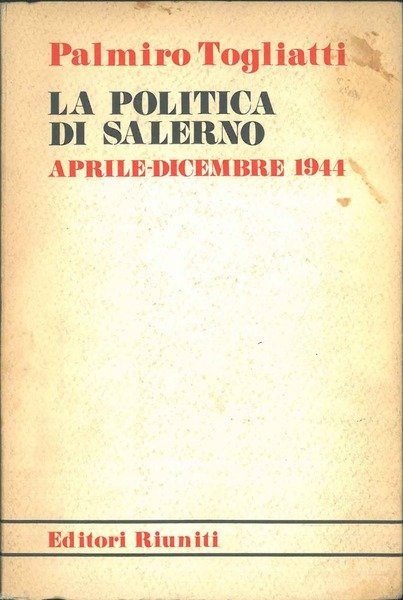 Palmiro Togliatti
LA POLITICA
DI SALERNO
APRILE-DICEMBRE 1944
Editori Riuniti